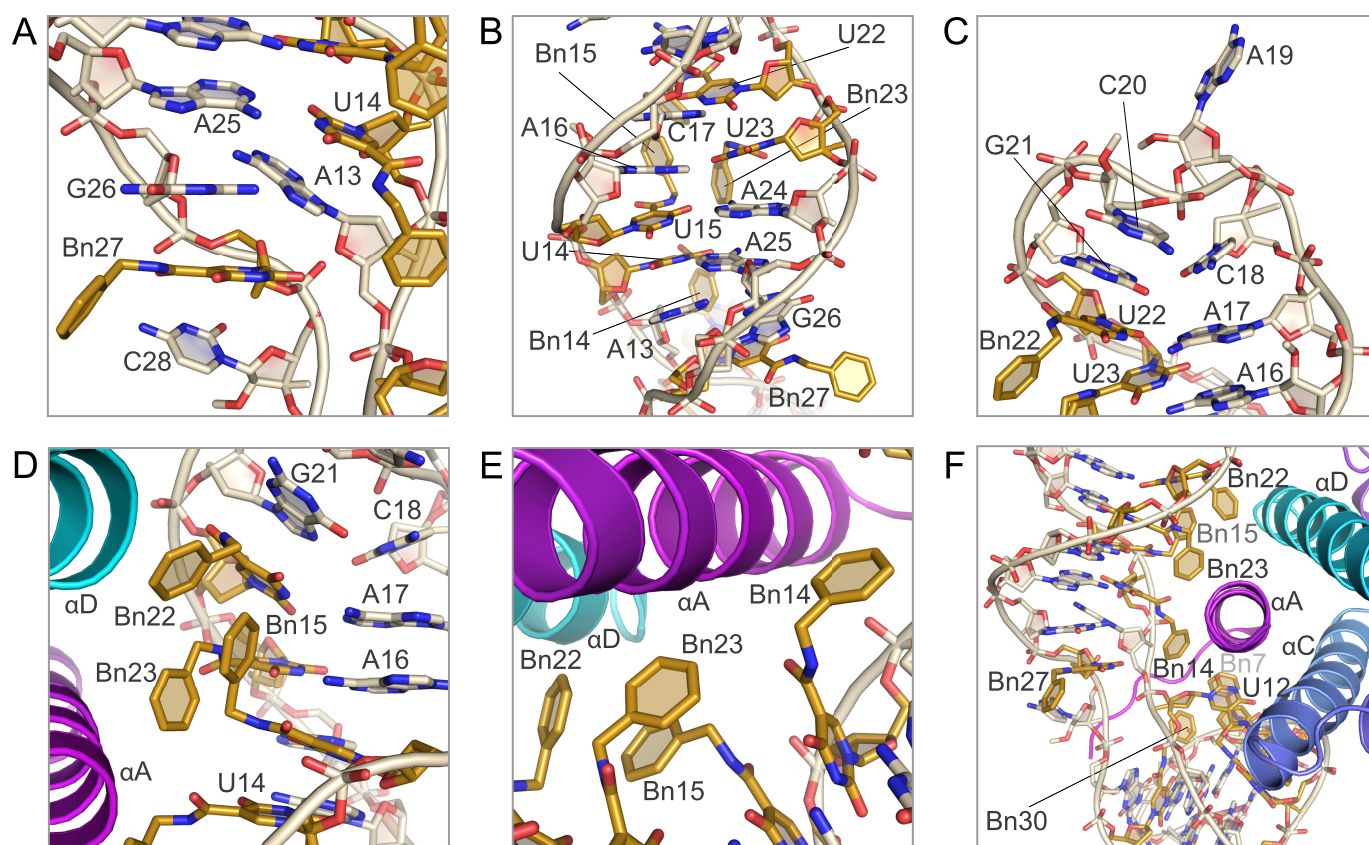 A
A25
U14
A13
G26
Bn27
C28
B
U22
Bn15
Bn23
C17
U23
A16
A24
U15
U14
A25
Bn14
G26
A13
Bn27
C
A19
C20
G21
C18
U22
A17
Bn22
U23
A16
D
G21
C18
αD
A17
Bn22
Bn15
Bn23
A16
αA
U14
E
αA
Bn14
αD
Bn23
Bn22
Bn15
F
Bn22
αD
Bn15
Bn23
αA
αC
Bn14
Bn7
Bn27
U12
Bn30